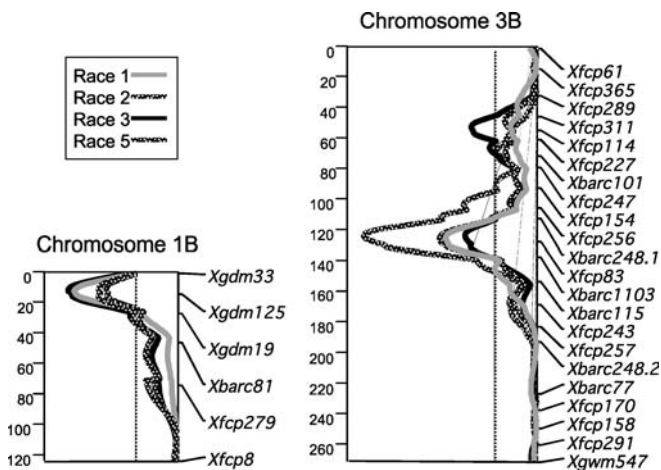 Chromosome 3B
Race 1
Race 2
Race 3
Race 5
0
20
40
60
80
100
120
140
160
180
200
220
240
260
Xfcp61
Xfcp365
Xfcp289
Xfcp311
Xfcp114
Xfcp227
Xbarc101
Xfcp247
Xfcp154
Xfcp256
Xbarc248.1
Xfcp83
Xbarc1103
Xbarc115
Xfcp243
Xfcp257
Xbarc248.2
Xbarc77
Xfcp170
Xfcp158
Xfcp291
Xgwm547
Chromosome 1B
0
20
40
60
80
100
120
Xgdm33
Xgdm125
Xgdm19
Xbarc81
Xfcp279
Xfcp8